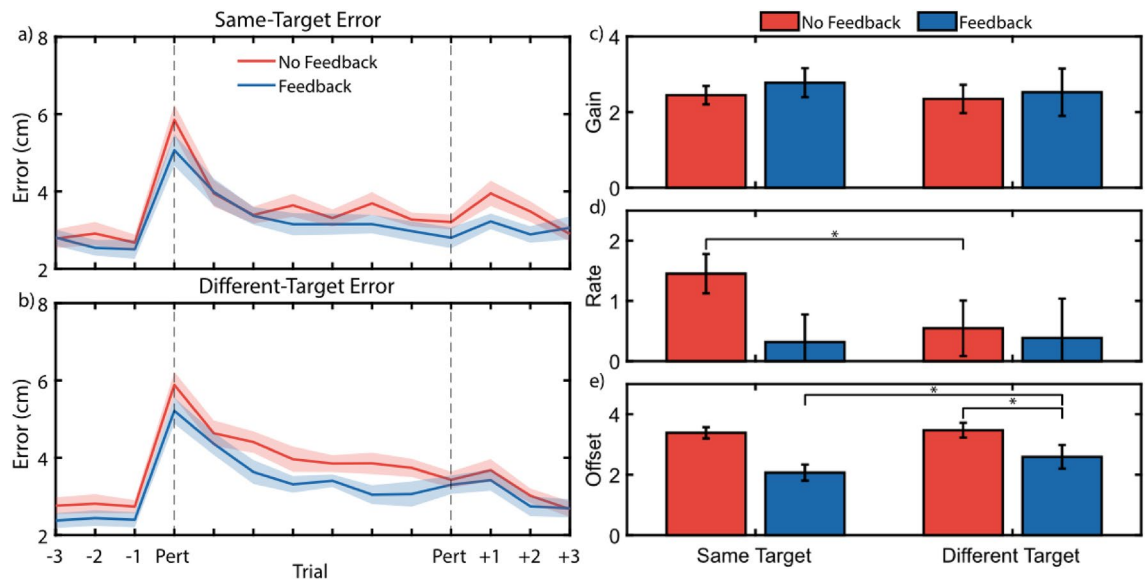 Same-Target Error
a)
8
6
4
2
Error (cm)
No Feedback
Feedback
Different-Target Error
b)
8
6
4
2
Error (cm)
-3 -2 -1 Pert Pert +1 +2 +3
Trial
No Feedback Feedback
c)
4
2
0
Gain
d)
2
1
0
Rate
*
e)
4
2
0
Offset
*
*
Same Target Different Target